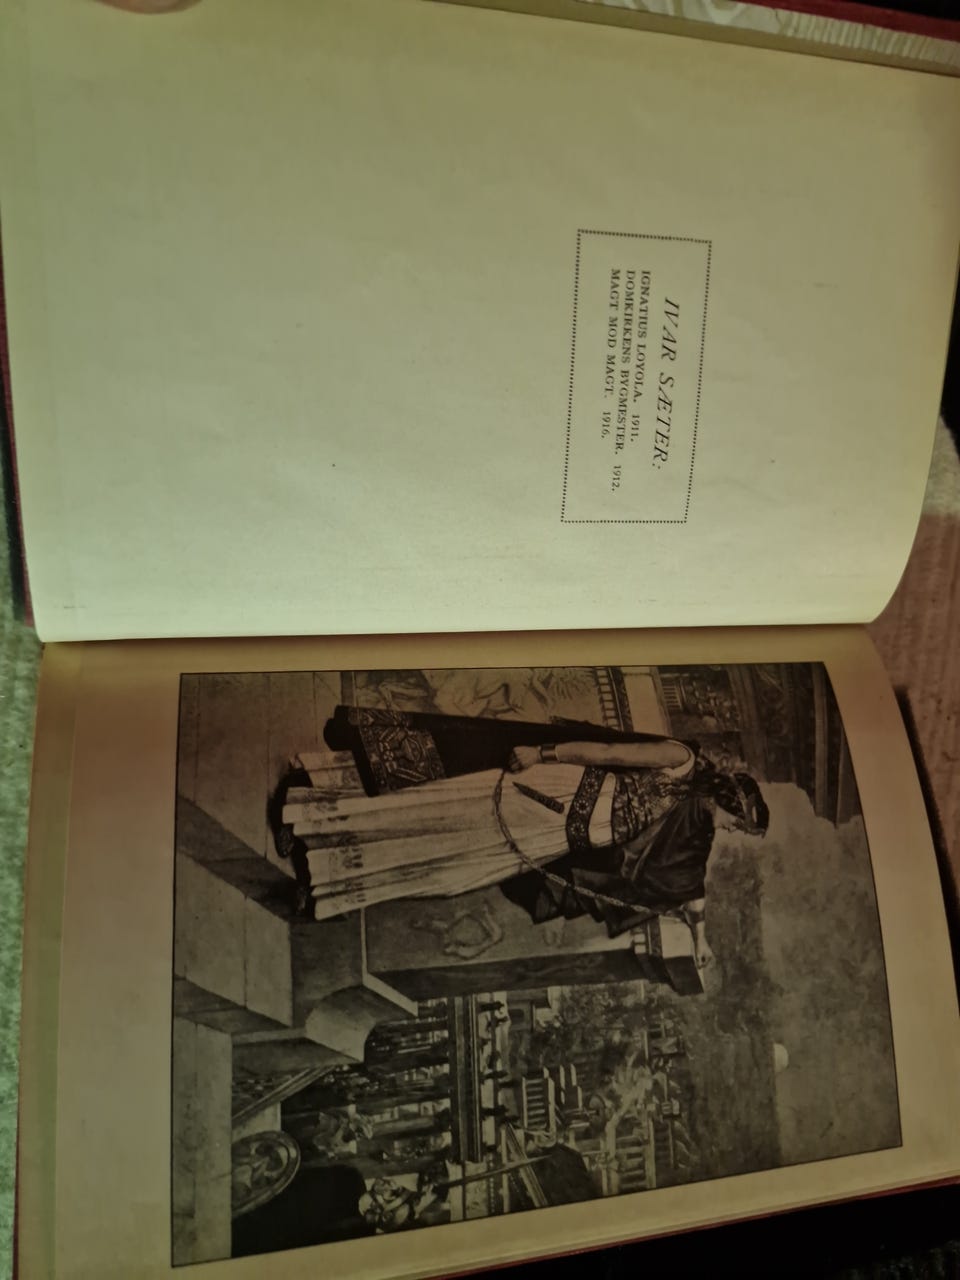 IVAR SÆTER:
IGNATIUS LOYOLA. 1911.
DOMKIRKENS BYGMESTER. 1912.
MAGT MOD MAGT. 1916.